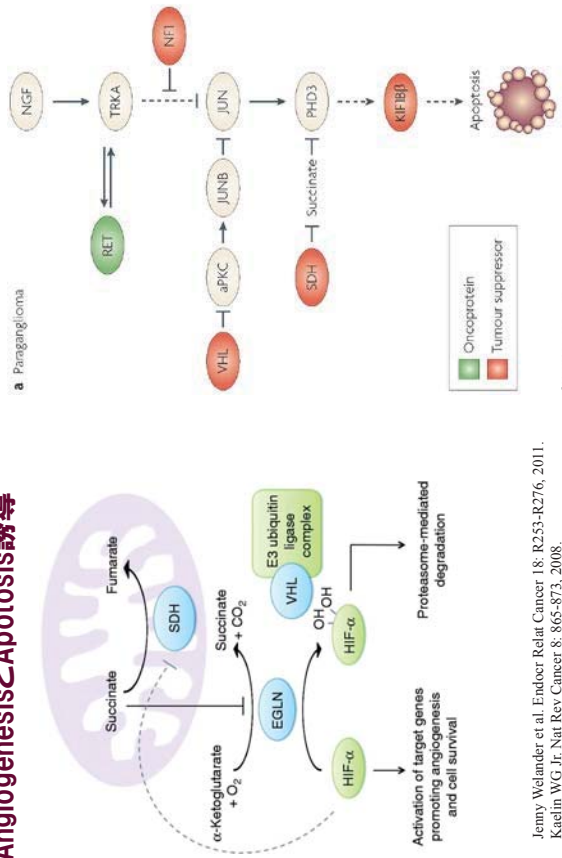 AngiogenesisとApotosis誘導
Fumarate
Succinate
SDH
α-Ketoglutarate
+ O2
Succinate
+ CO2
EGLN
E3 ubiquitin
ligase
complex
VHL
OH
OH
HIF-α
HIF-α
Activation of target genes
promoting angiogenesis
and cell survival
Proteasome-mediated
degradation
Jenny Welander et al. Endocr Relat Cancer 18: R253-R276, 2011.
Kaelin WG Jr. Nat Rev Cancer 8: 865-873, 2008.
a Paraganglioma
NGF
RET
TRKA
NF1
VHL
aPKC
JUNB
JUN
SDH
Succinate
PHD3
KIF1Bβ
Apoptosis
Oncoprotein
Tumour suppressor